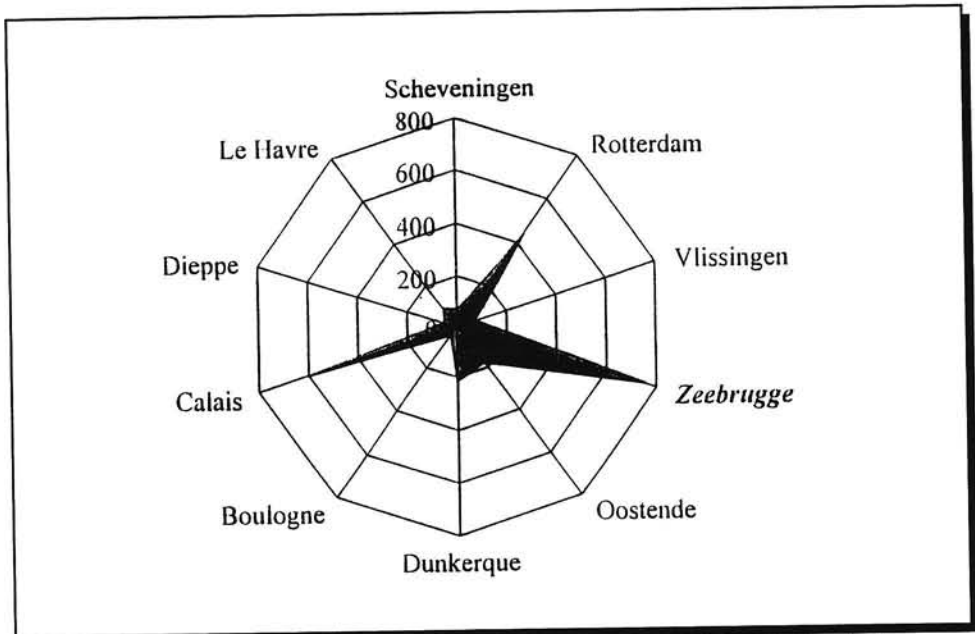 Scheveningen
800
Le Havre
Rotterdam
600
400
Dieppe
Vlissingen
200
0
Calais
Zeebrugge
Boulogne
Oostende
Dunkerque